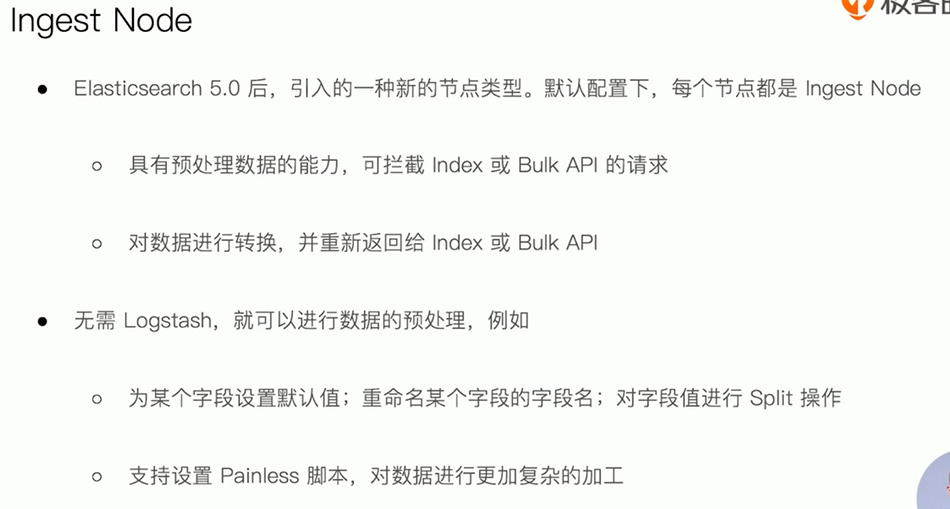 Ingest Node
● Elasticsearch 5.0 后，引入的一种新的节点类型。默认配置下，每个节点都是 Ingest Node
○ 具有预处理数据的能力，可拦截 Index 或 Bulk API 的请求
○ 对数据进行转换，并重新返回给 Index 或 Bulk API
● 无需 Logstash，就可以进行数据的预处理，例如
○ 为某个字段设置默认值；重命名某个字段的字段名；对字段值进行 Split 操作
○ 支持设置 Painless 脚本，对数据进行更加复杂的加工